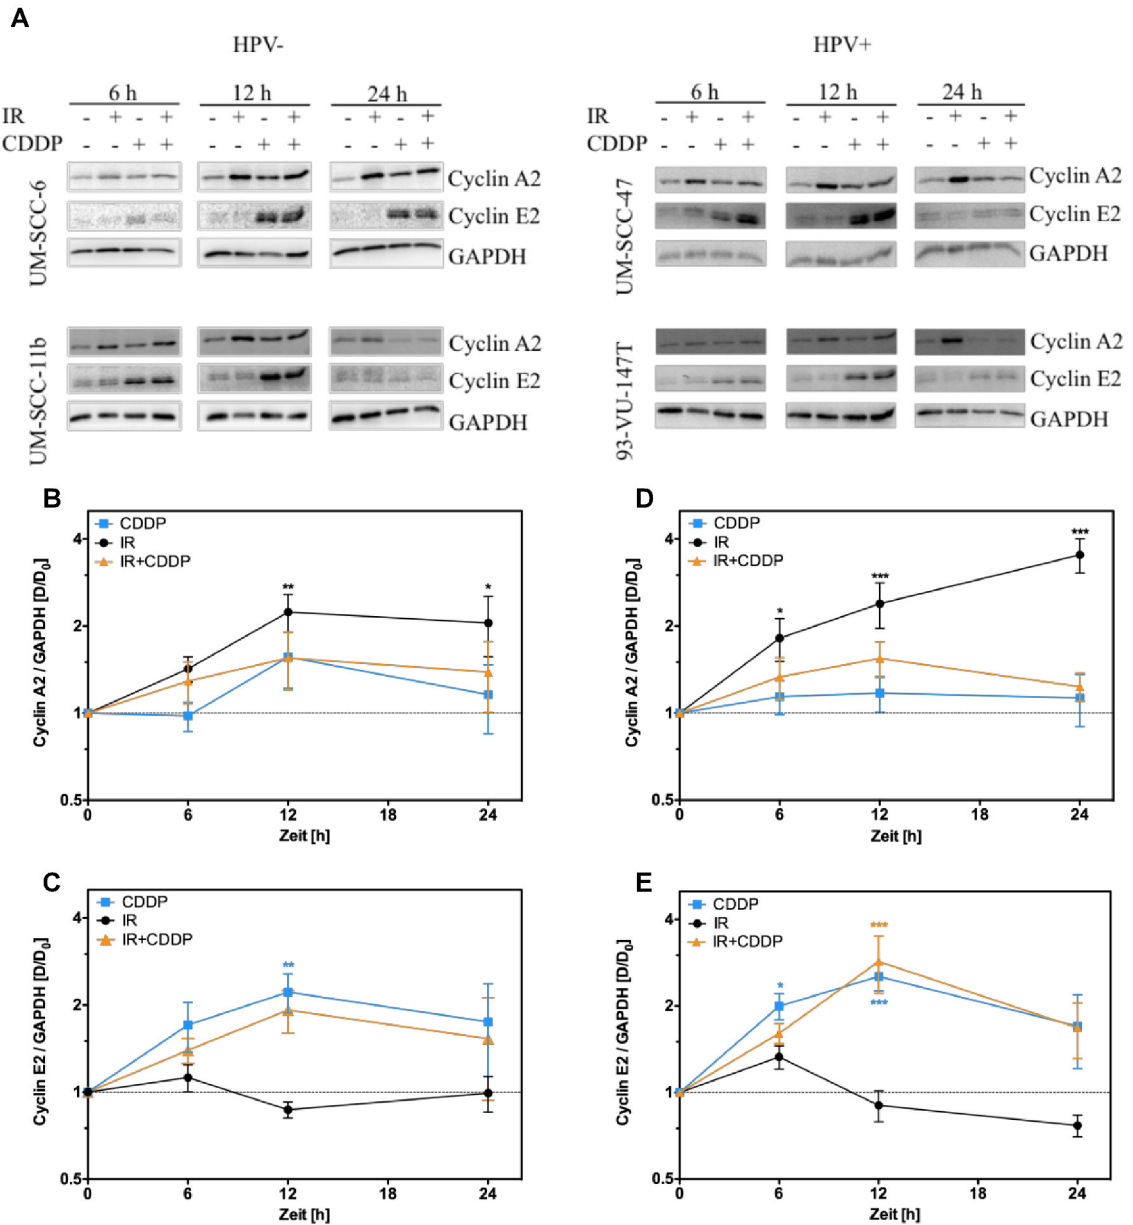 A
HPV-
HPV+
6 h 12 h 24 h
6 h 12 h 24 h
IR - + - + - + - + - + - +
IR - + - + - + - + - + - +
CDDP - - + + - - + + - - + +
CDDP - - + + - - + + - - + +
UM-SCC-6
Cyclin A2
Cyclin E2
GAPDH
UM-SCC-47
Cyclin A2
Cyclin E2
GAPDH
UM-SCC-11b
Cyclin A2
Cyclin E2
GAPDH
93-VU-147T
Cyclin A2
Cyclin E2
GAPDH
B
CDDP
IR
IR+CDDP
Cyclin A2 / GAPDH [D/D₀]
4
2
1
0.5
** *
0 6 12 18 24
Zeit [h]
D
CDDP
IR
IR+CDDP
Cyclin A2 / GAPDH [D/D₀]
4
2
1
0.5
* *** ***
0 6 12 18 24
Zeit [h]
C
CDDP
IR
IR+CDDP
Cyclin E2 / GAPDH [D/D₀]
4
2
1
0.5
**
0 6 12 18 24
Zeit [h]
E
CDDP
IR
IR+CDDP
Cyclin E2 / GAPDH [D/D₀]
4
2
1
0.5
* *** ***
0 6 12 18 24
Zeit [h]